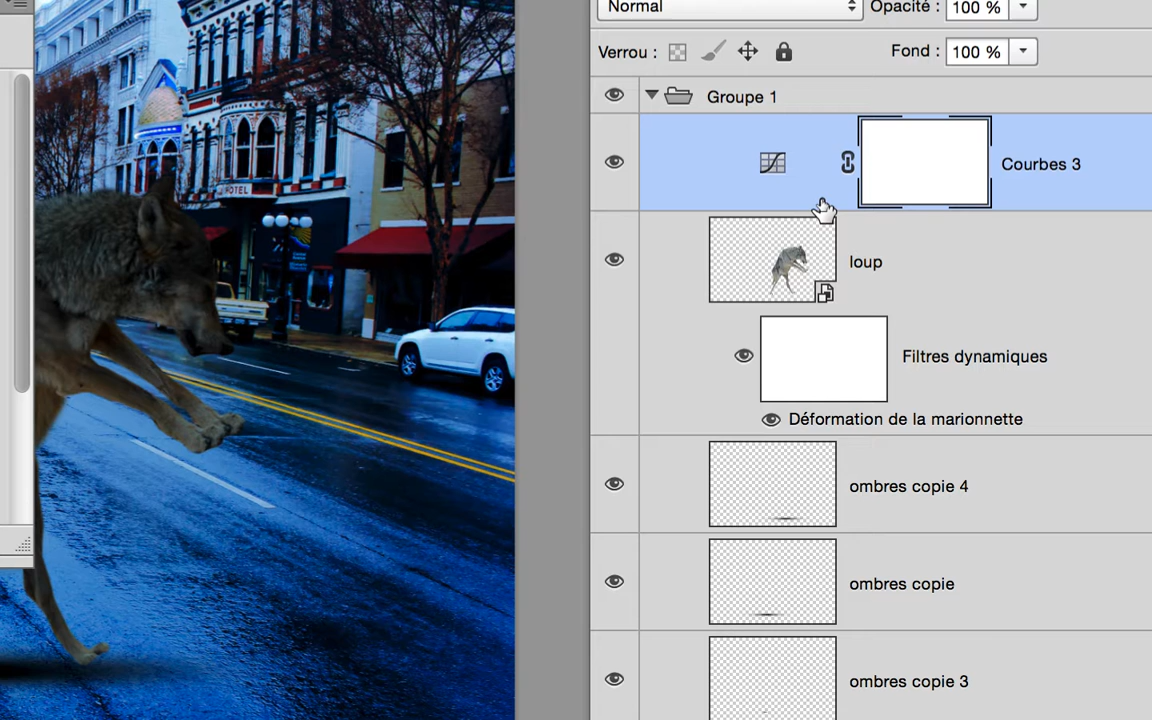 Normal
Opacité :
100 %
Verrou :
Fond :
100 %
Groupe 1
Courbes 3
loup
Filtres dynamiques
Déformation de la marionnette
ombres copie 4
ombres copie
ombres copie 3
HOTEL